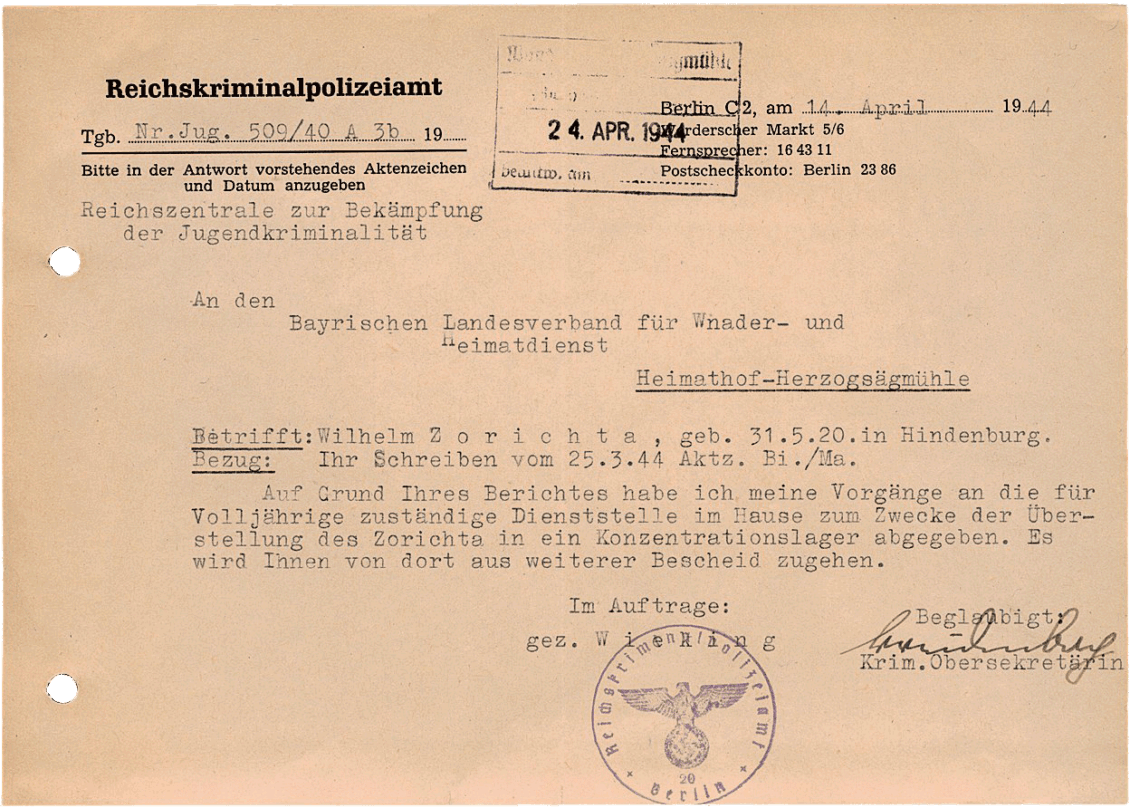 Reichskriminalpolizeiamt
Tgb. Nr.Jug. 509/40 A 3b 19
Bitte in der Antwort vorstehendes Aktenzeichen
und Datum anzugeben
24. APR. 1944
beantw. am
Berlin C2, am 14. April 1944
Werderscher Markt 5/6
Fernsprecher: 16 43 11
Postscheckkonto: Berlin 23 86
Reichszentrale zur Bekämpfung
der Jugendkriminalität
An den
Bayrischen Landesverband für Wnader- und
Heimatdienst
Heimathof-Herzogsägmühle
Betrifft: Wilhelm Z o r i c h t a , geb. 31.5.20.in Hindenburg.
Bezug: Ihr Schreiben vom 25.3.44 Aktz. Bi./Ma.
Auf Grund Ihres Berichtes habe ich meine Vorgänge an die für
Volljährige zuständige Dienststelle im Hause zum Zwecke der Über-
stellung des Zorichta in ein Konzentrationslager abgegeben. Es
wird Ihnen von dort aus weiterer Bescheid zugehen.
Im Auftrage:
gez. W i e k i n g
Beglaubigt:
Krim.Obersekretärin
Reichskriminalpolizeiamt
20
Berlin